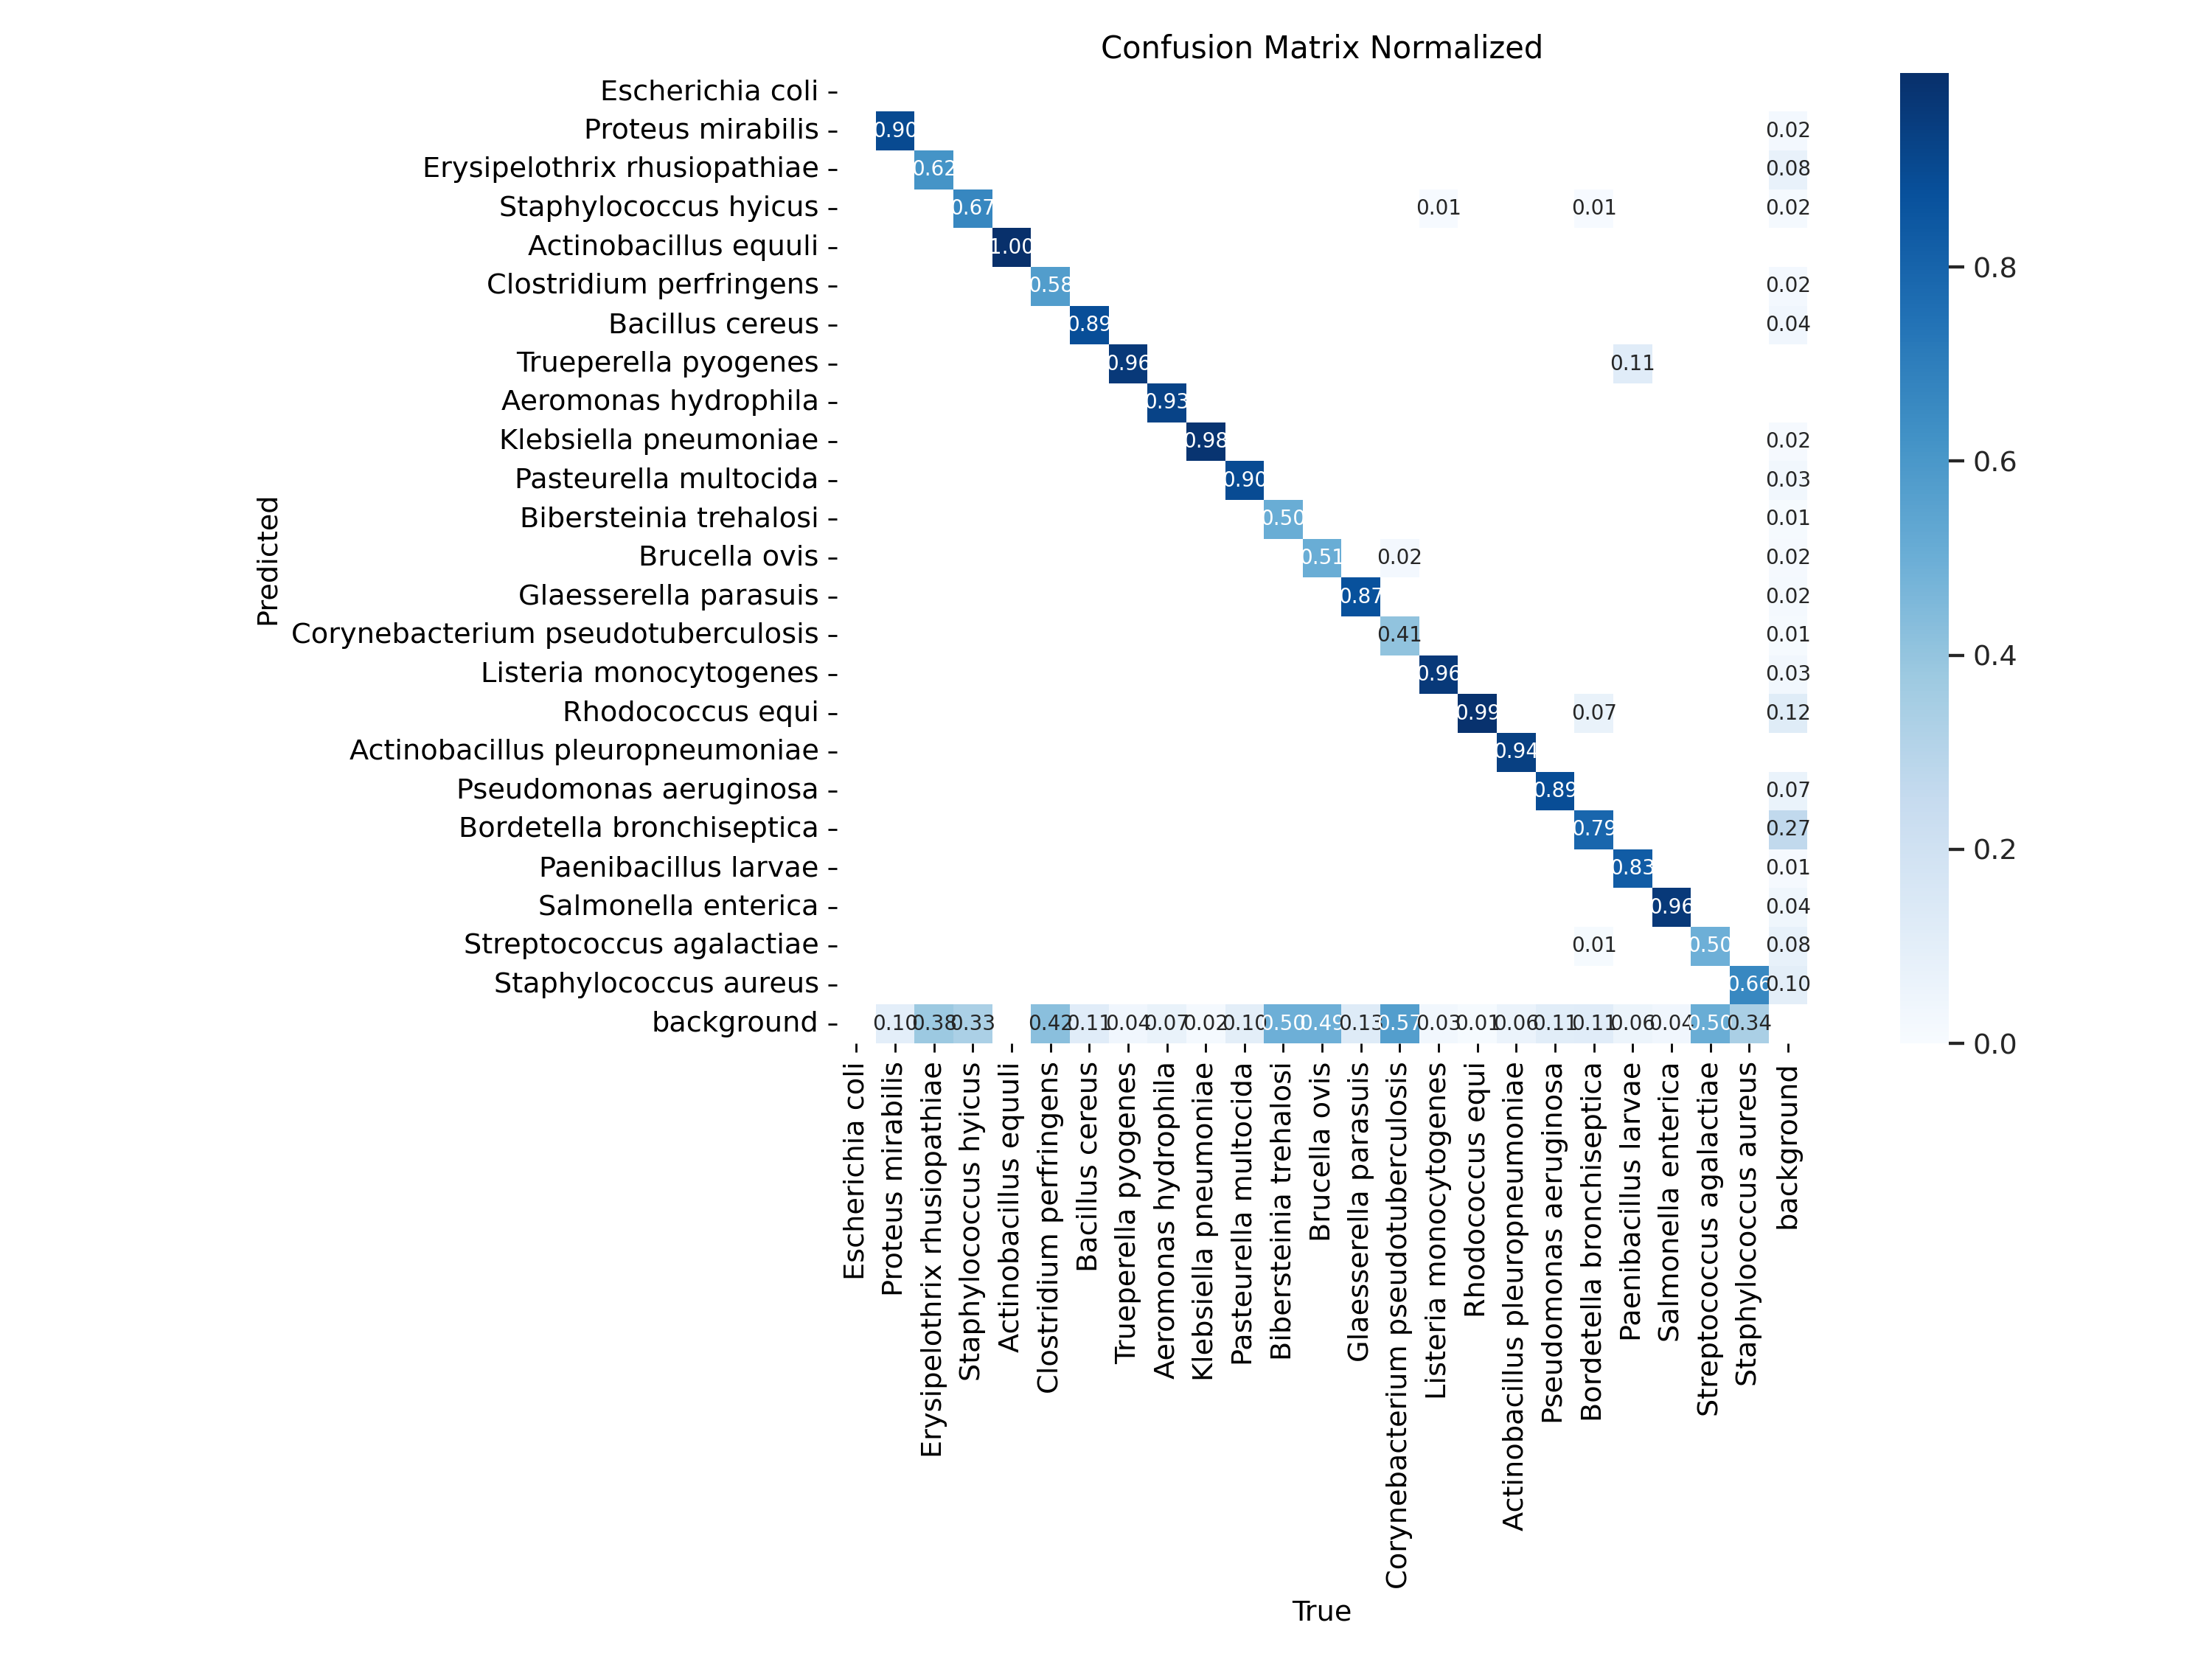 Confusion Matrix Normalized
Escherichia coli
Proteus mirabilis 0.90 0.02
Erysipelothrix rhusiopathiae 0.62 0.08
Staphylococcus hyicus 0.67 0.01 0.01 0.02
Actinobacillus equuli 1.00
Clostridium perfringens 0.58 0.02
Bacillus cereus 0.89 0.04
Trueperella pyogenes 0.96 0.11
Aeromonas hydrophila 0.93
Klebsiella pneumoniae 0.98 0.02
Pasteurella multocida 0.90 0.03
Bibersteinia trehalosi 0.50 0.01
Brucella ovis 0.51 0.02 0.02
Glaesserella parasuis 0.87 0.02
Corynebacterium pseudotuberculosis 0.41 0.01
Listeria monocytogenes 0.96 0.03
Rhodococcus equi 0.99 0.07 0.12
Actinobacillus pleuropneumoniae 0.94
Pseudomonas aeruginosa 0.89 0.07
Bordetella bronchiseptica 0.79 0.27
Paenibacillus larvae 0.83 0.01
Salmonella enterica 0.96 0.04
Streptococcus agalactiae 0.01 0.50 0.08
Staphylococcus aureus 0.66 0.10
background 0.10 0.38 0.33 0.42 0.11 0.04 0.07 0.02 0.10 0.50 0.49 0.13 0.57 0.03 0.01 0.06 0.11 0.11 0.06 0.04 0.50 0.34
Predicted
Escherichia coli
Proteus mirabilis
Erysipelothrix rhusiopathiae
Staphylococcus hyicus
Actinobacillus equuli
Clostridium perfringens
Bacillus cereus
Trueperella pyogenes
Aeromonas hydrophila
Klebsiella pneumoniae
Pasteurella multocida
Bibersteinia trehalosi
Brucella ovis
Glaesserella parasuis
Corynebacterium pseudotuberculosis
Listeria monocytogenes
Rhodococcus equi
Actinobacillus pleuropneumoniae
Pseudomonas aeruginosa
Bordetella bronchiseptica
Paenibacillus larvae
Salmonella enterica
Streptococcus agalactiae
Staphylococcus aureus
background
True
0.8
0.6
0.4
0.2
0.0